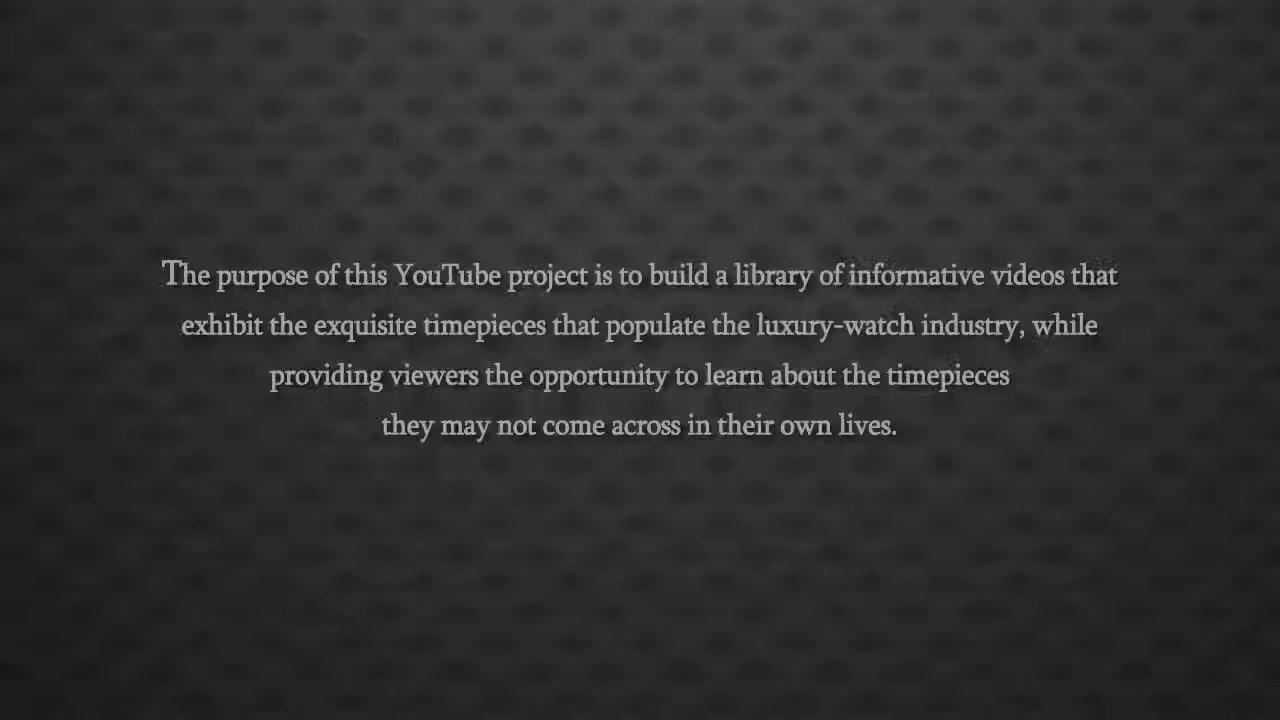 The purpose of this YouTube project is to build a library of informative videos that
exhibit the exquisite timepieces that populate the luxury-watch industry, while
providing viewers the opportunity to learn about the timepieces
they may not come across in their own lives.